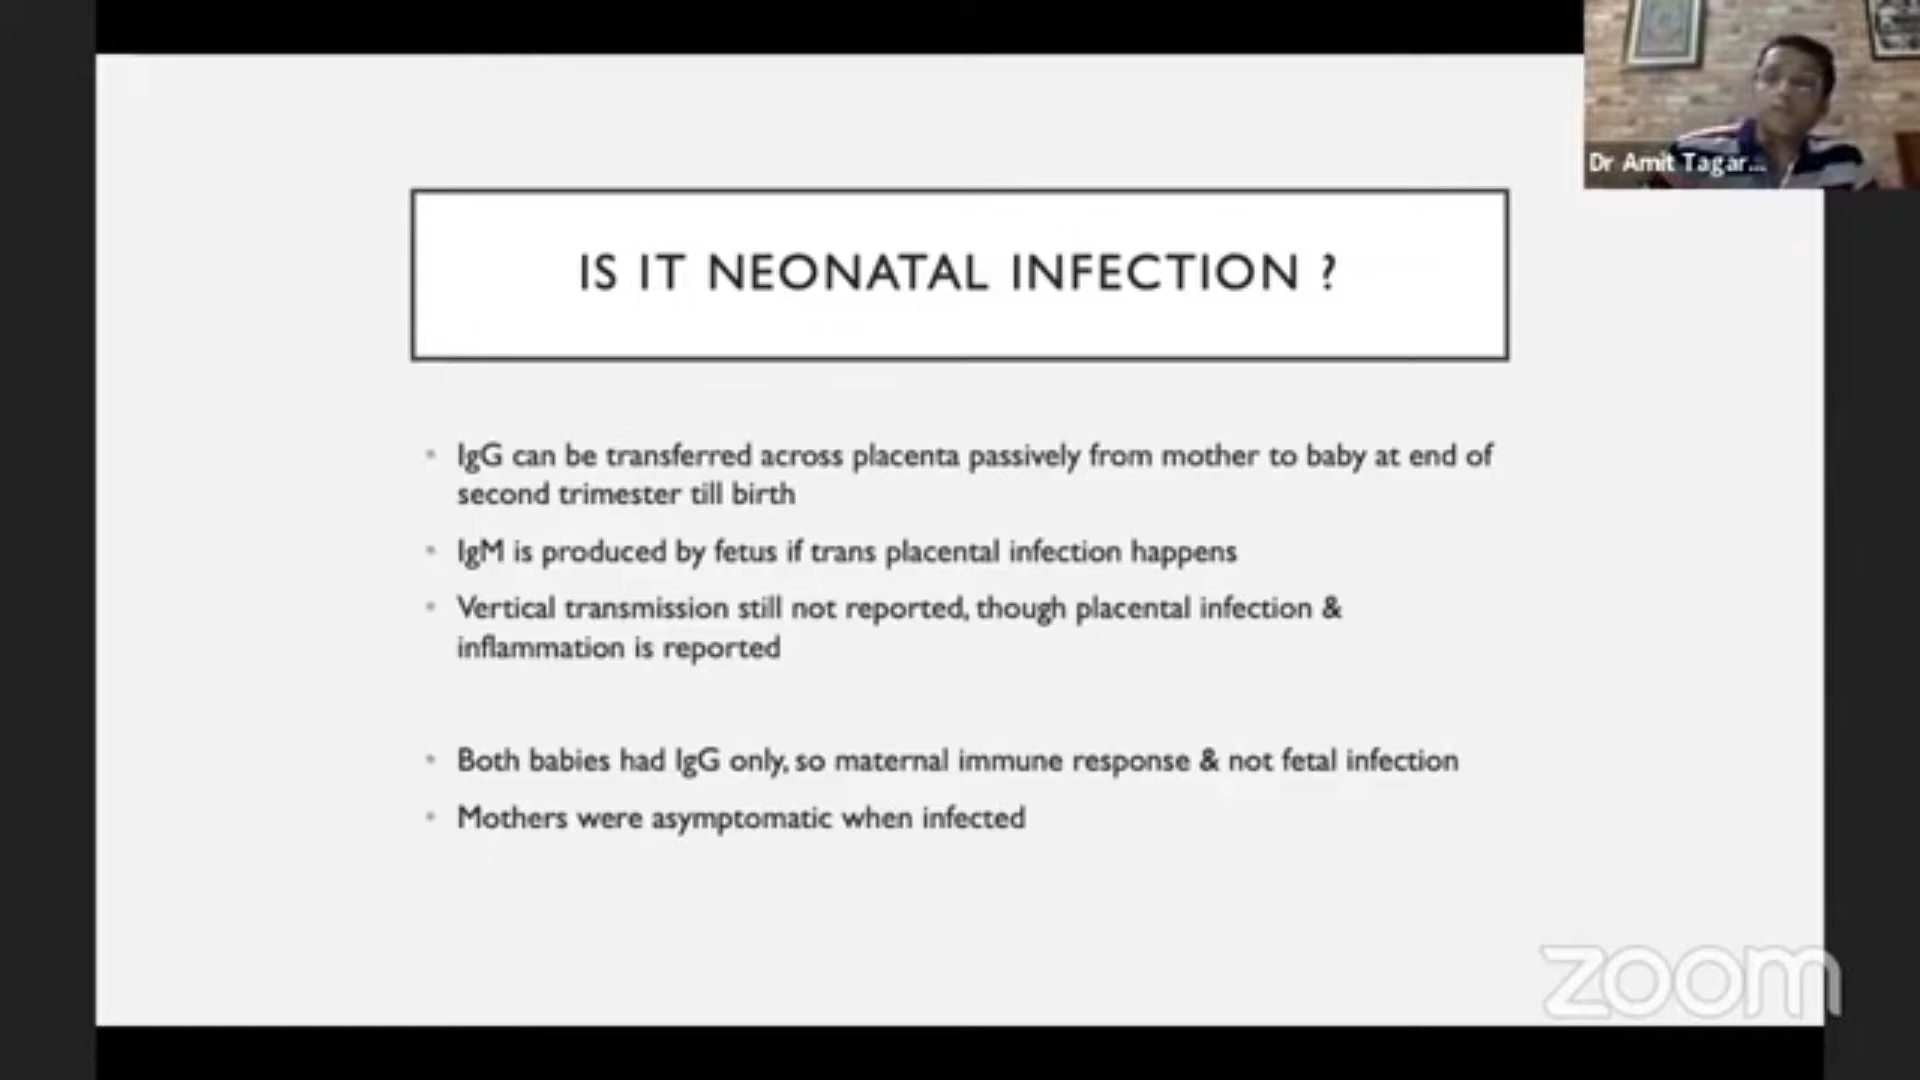 Dr Amit Tagar...
IS IT NEONATAL INFECTION ?
• IgG can be transferred across placenta passively from mother to baby at end of
second trimester till birth
• IgM is produced by fetus if trans placental infection happens
• Vertical transmission still not reported, though placental infection &
inflammation is reported
• Both babies had IgG only, so maternal immune response & not fetal infection
• Mothers were asymptomatic when infected
zoom